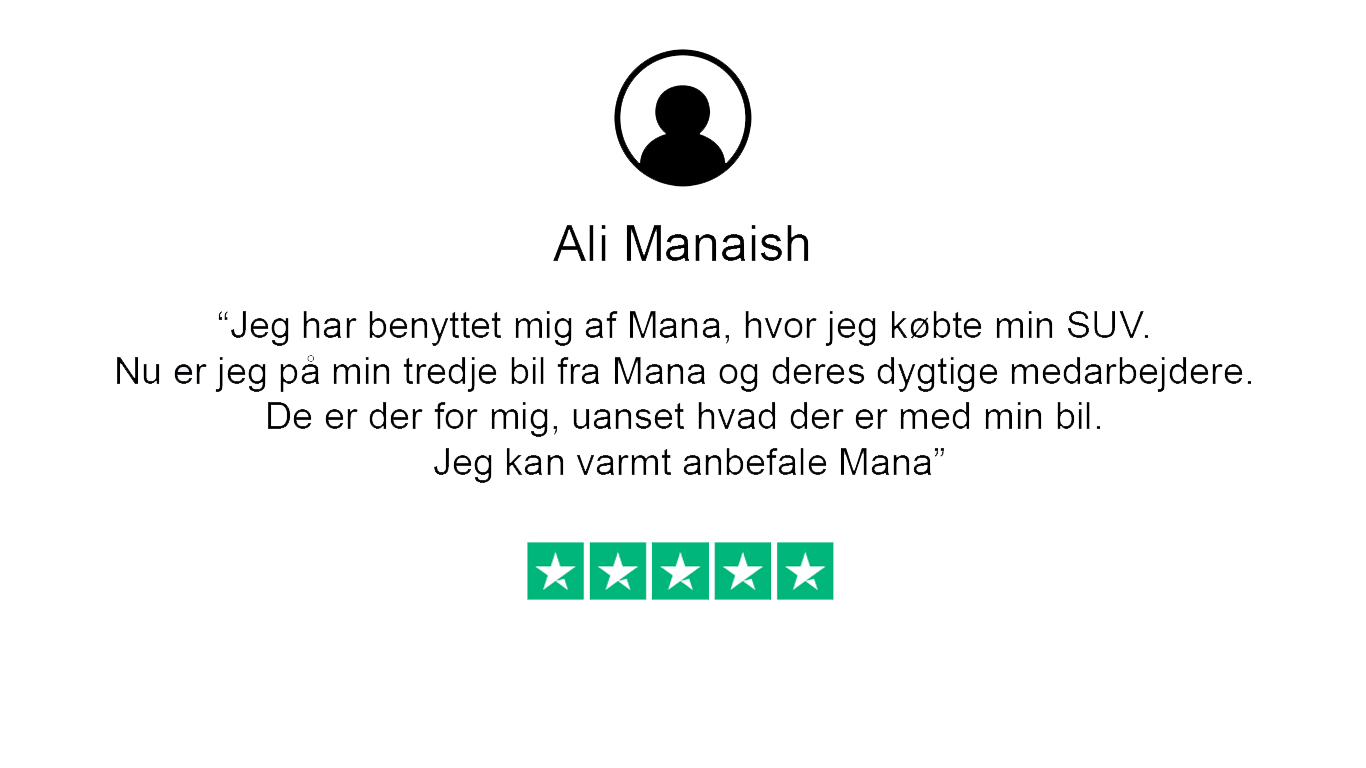 Ali Manaish
“Jeg har benyttet mig af Mana, hvor jeg købte min SUV.
Nu er jeg på min tredje bil fra Mana og deres dygtige medarbejdere.
De er der for mig, uanset hvad der er med min bil.
Jeg kan varmt anbefale Mana”